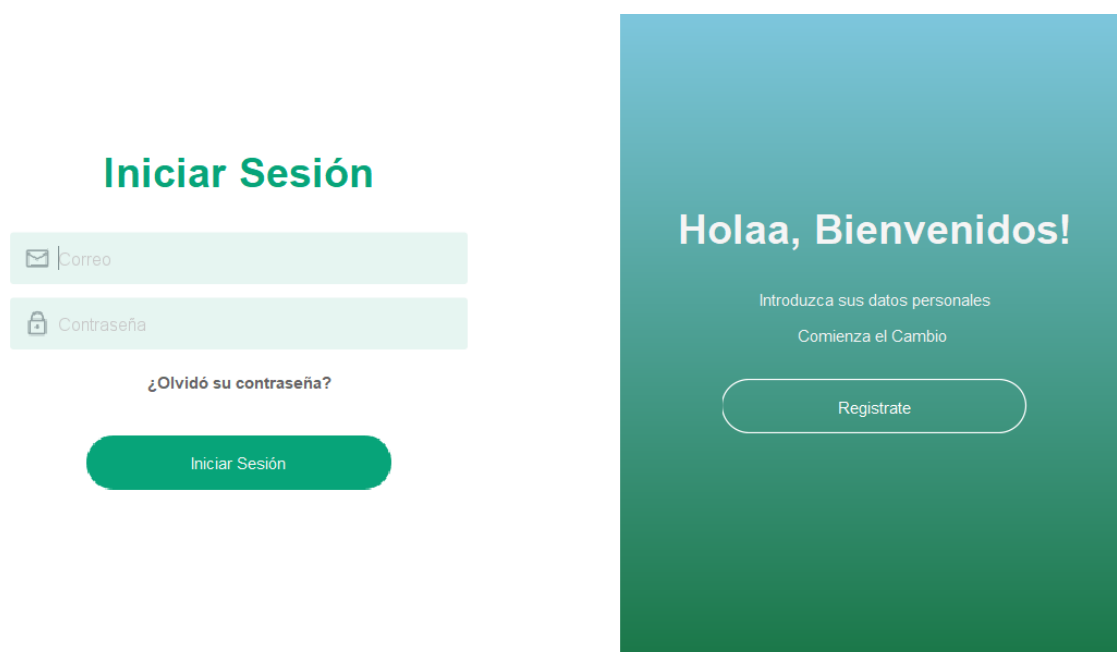 Iniciar Sesión
Correo
Contraseña
¿Olvidó su contraseña?
Iniciar Sesión
Holaa, Bienvenidos!
Introduzca sus datos personales
Comienza el Cambio
Registrate